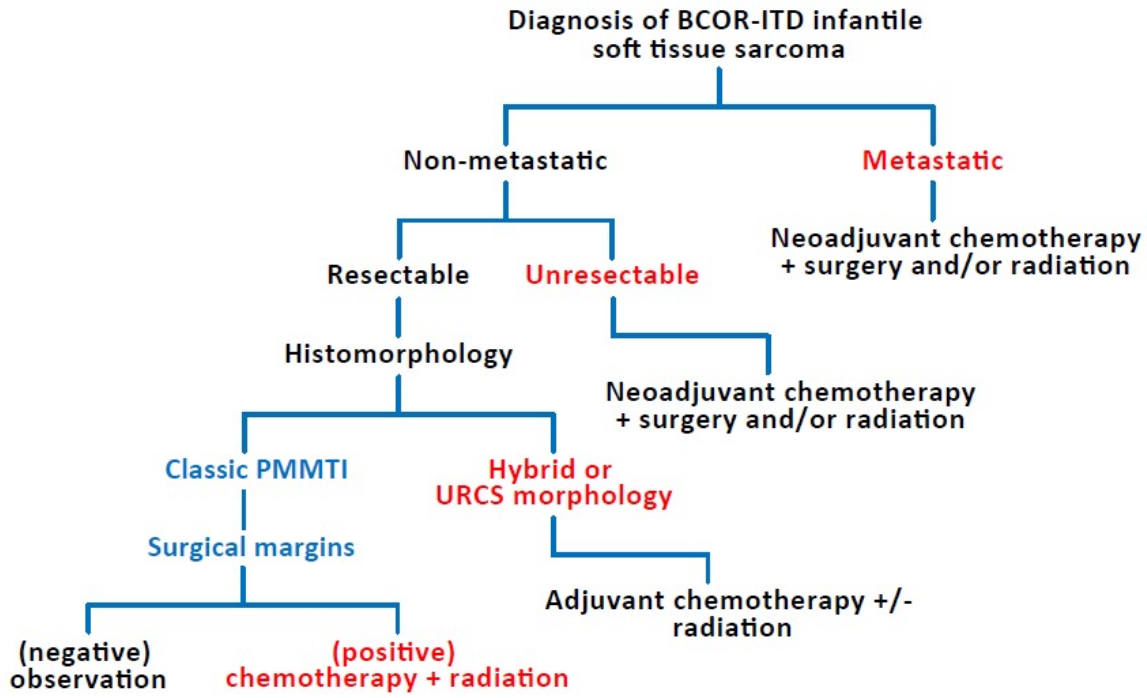 Diagnosis of BCOR-ITD infantile
soft tissue sarcoma
Non-metastatic
Metastatic
Neoadjuvant chemotherapy
+ surgery and/or radiation
Resectable
Unresectable
Histomorphology
Neoadjuvant chemotherapy
+ surgery and/or radiation
Classic PMMTI
Hybrid or
URCS morphology
Surgical margins
Adjuvant chemotherapy +/-
radiation
(negative)
observation
(positive)
chemotherapy + radiation